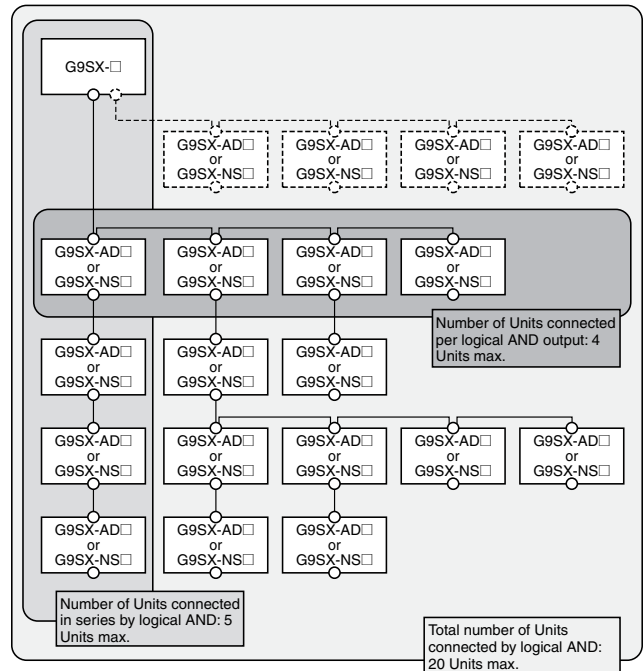 G9SX-□
G9SX-AD□
or
G9SX-NS□
G9SX-AD□
or
G9SX-NS□
G9SX-AD□
or
G9SX-NS□
G9SX-AD□
or
G9SX-NS□
G9SX-AD□
or
G9SX-NS□
G9SX-AD□
or
G9SX-NS□
G9SX-AD□
or
G9SX-NS□
G9SX-AD□
or
G9SX-NS□
Number of Units connected
per logical AND output: 4
Units max.
G9SX-AD□
or
G9SX-NS□
G9SX-AD□
or
G9SX-NS□
G9SX-AD□
or
G9SX-NS□
G9SX-AD□
or
G9SX-NS□
G9SX-AD□
or
G9SX-NS□
G9SX-AD□
or
G9SX-NS□
G9SX-AD□
or
G9SX-NS□
G9SX-AD□
or
G9SX-NS□
G9SX-AD□
or
G9SX-NS□
G9SX-AD□
or
G9SX-NS□
G9SX-AD□
or
G9SX-NS□
Number of Units connected
in series by logical AND: 5
Units max.
Total number of Units
connected by logical AND:
20 Units max.